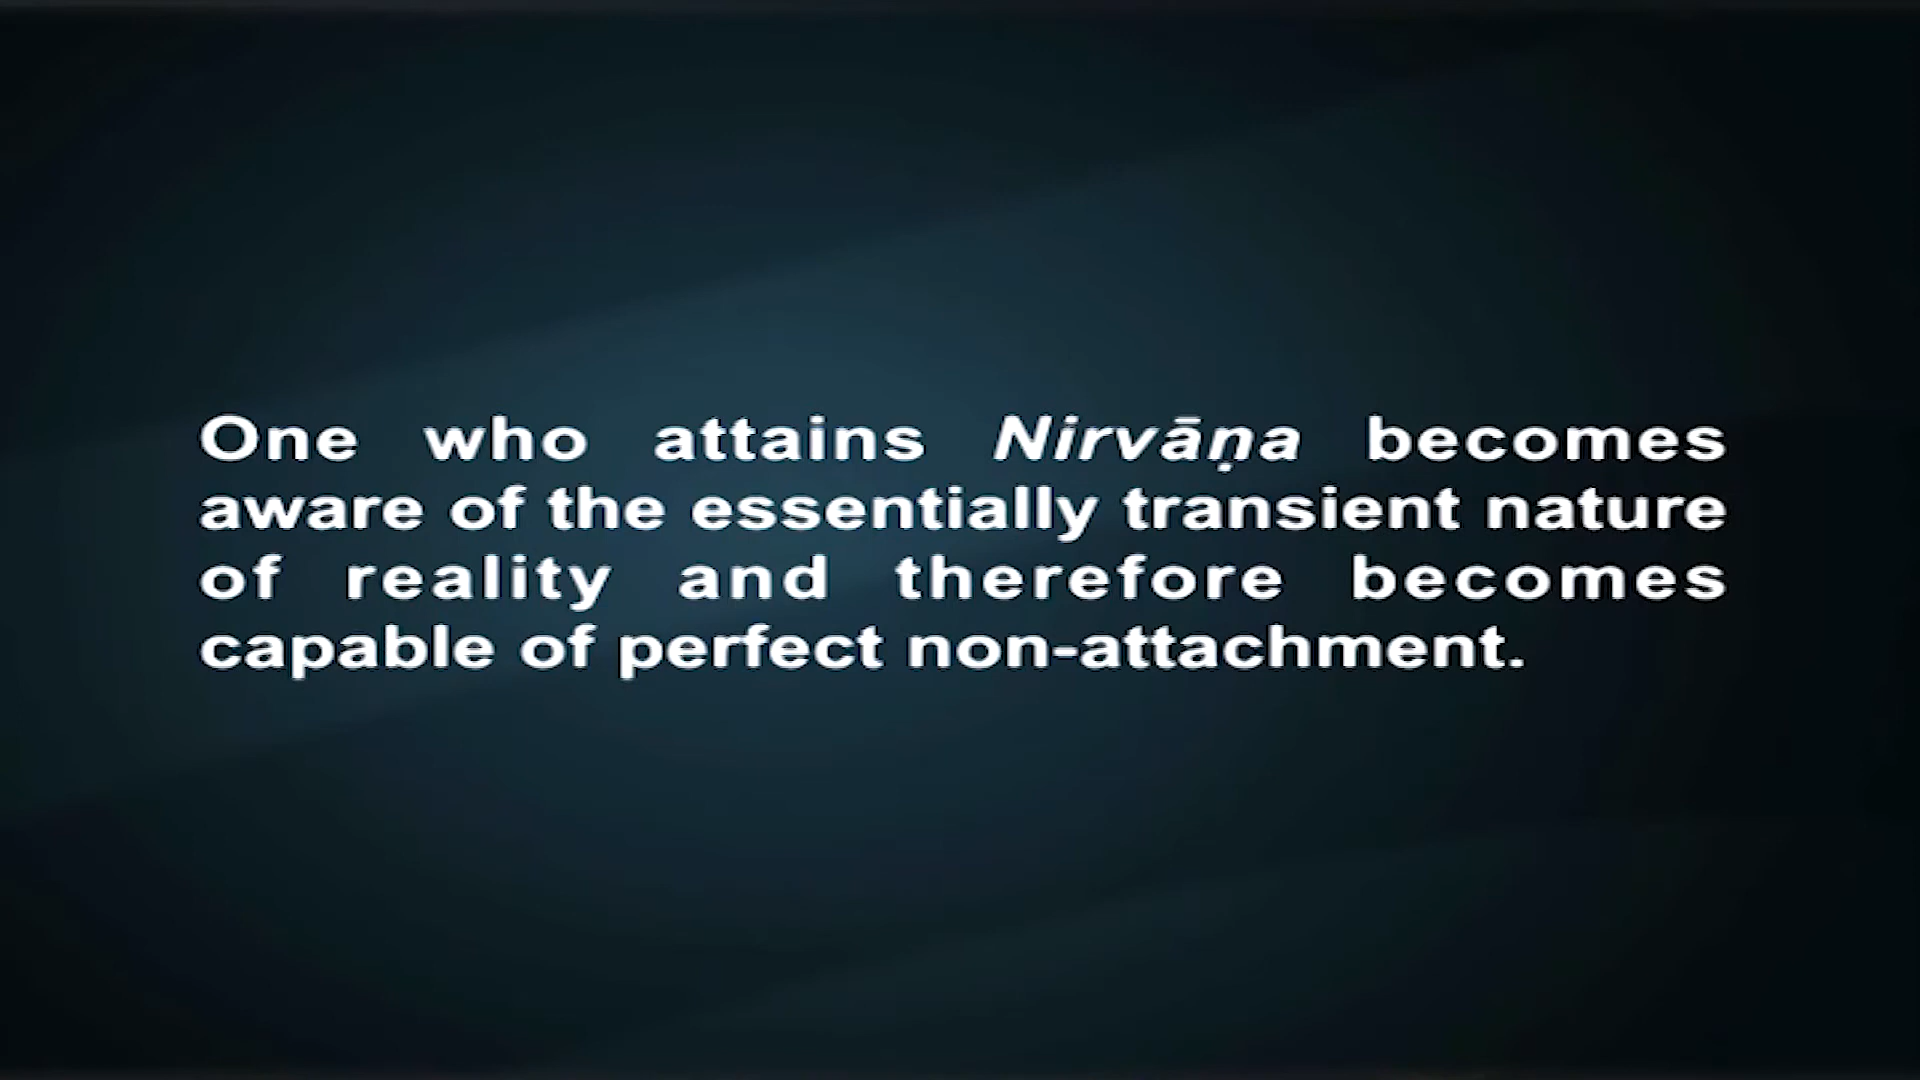 One who attains Nirvāṇa becomes
aware of the essentially transient nature
of reality and therefore becomes
capable of perfect non-attachment.